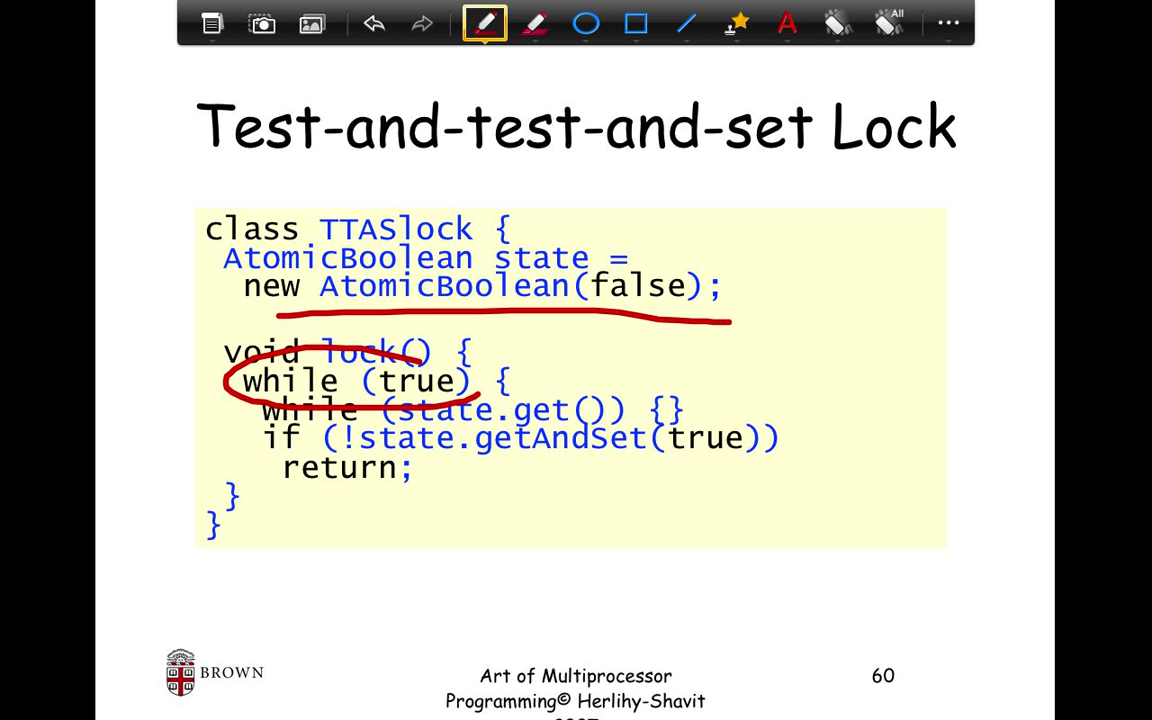 All
A
Test-and-test-and-set Lock
class TTASlock {
AtomicBoolean state =
new AtomicBoolean(false);
void lock() {
while (true) {
while (state.get()) {}
if (!state.getAndSet(true))
return;
}
}
BROWN
Art of Multiprocessor
60
Programming© Herlihy-Shavit